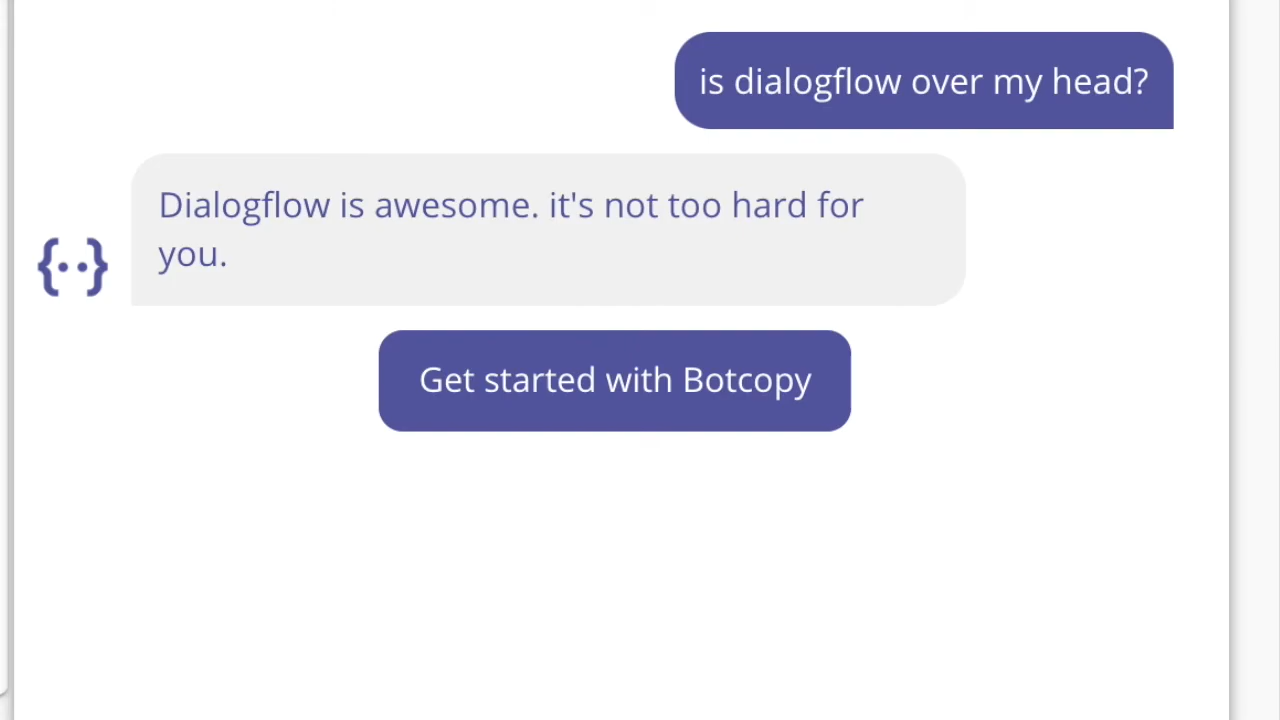 is dialogflow over my head?
Dialogflow is awesome. it's not too hard for
you.
Get started with Botcopy